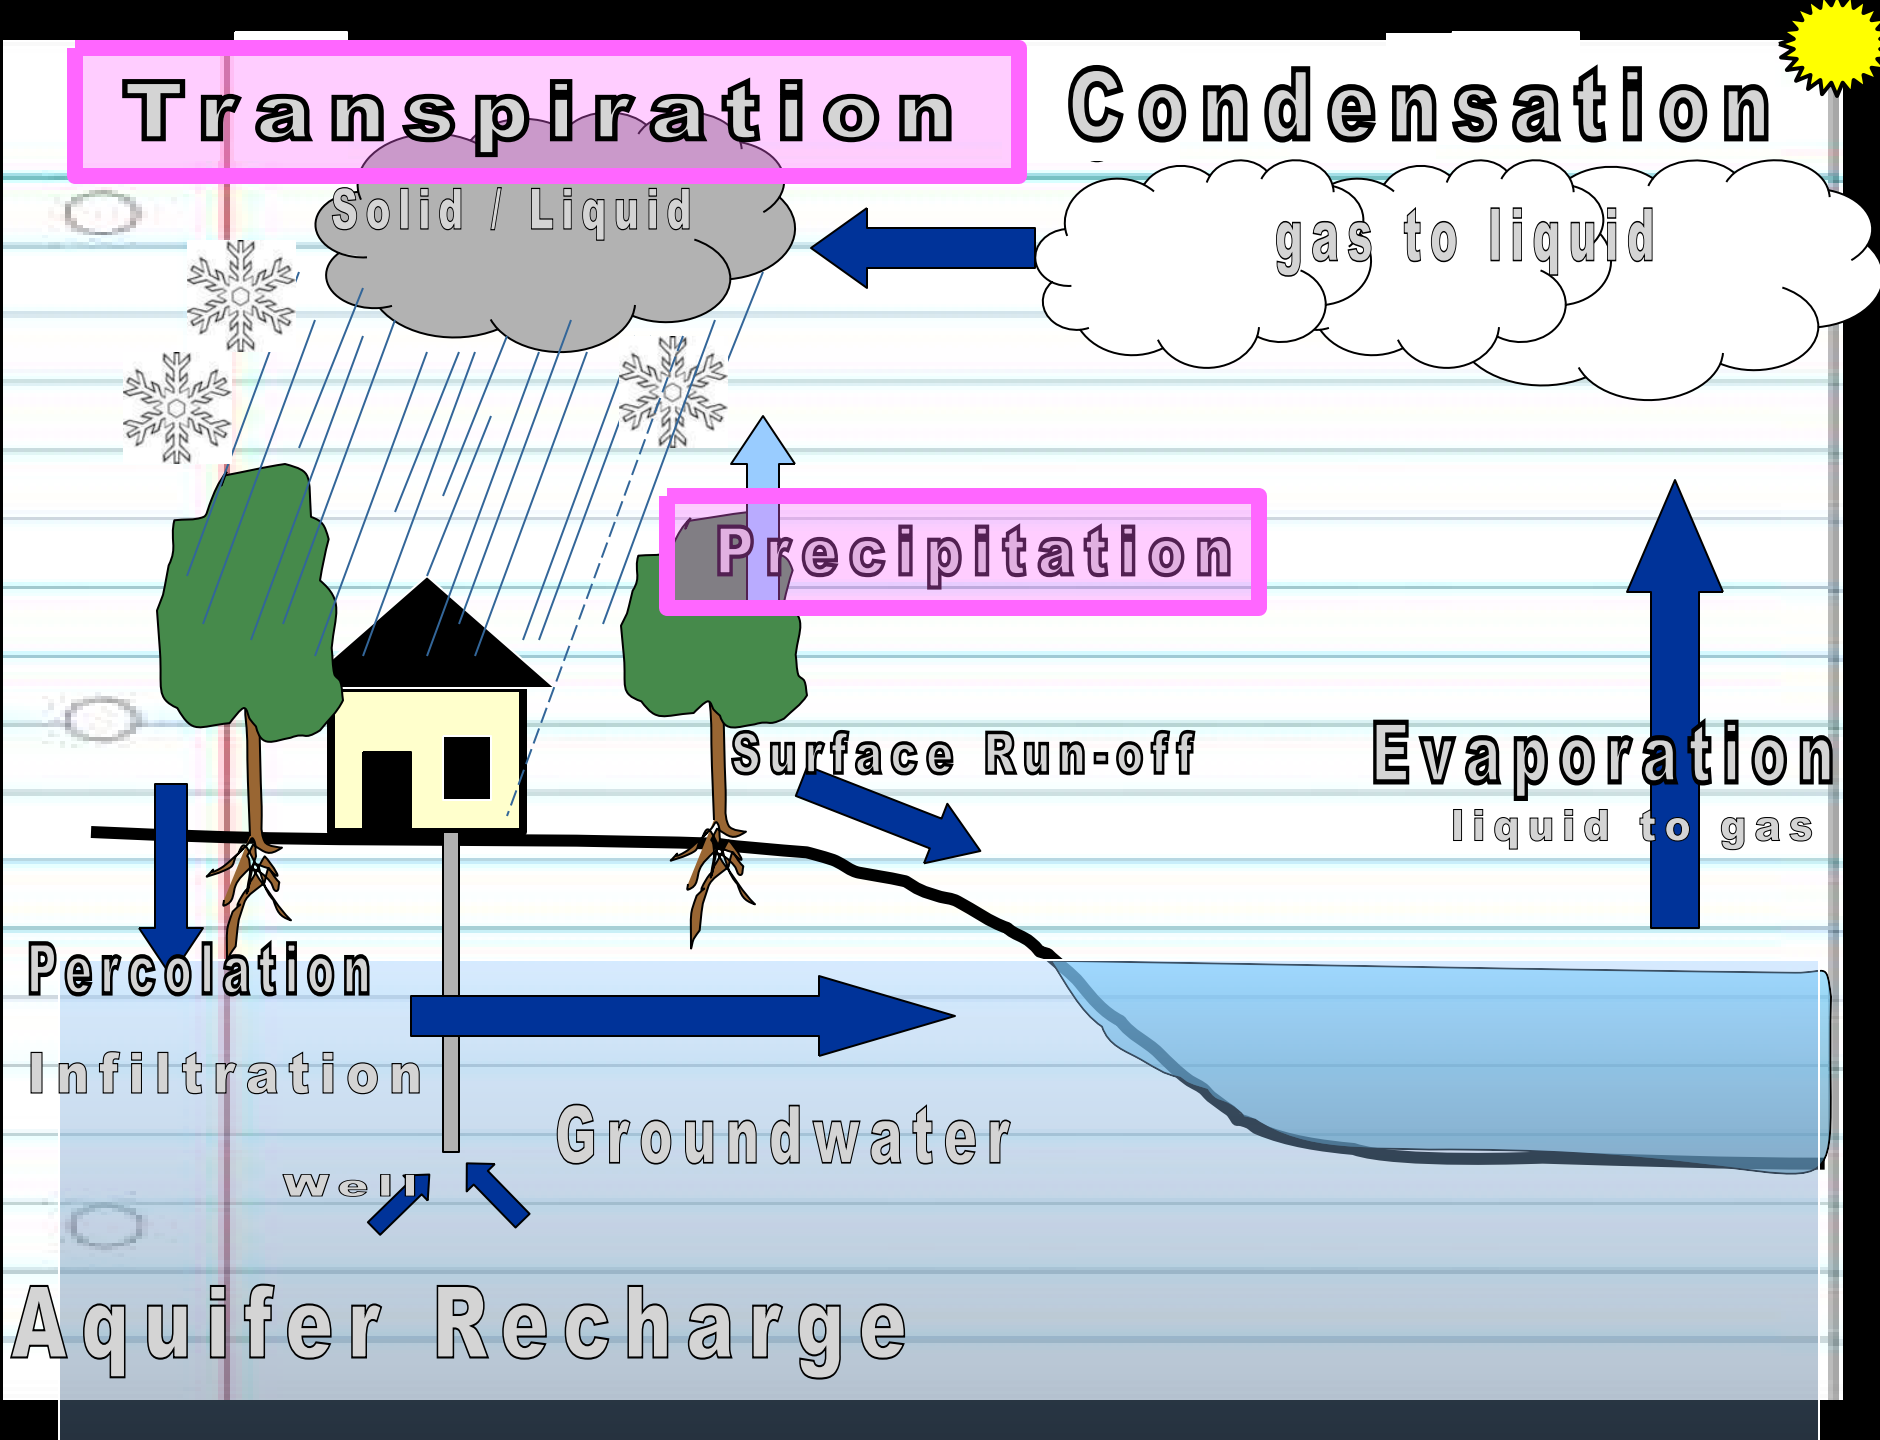 Transpiration
Condensation
Solid / Liquid
gas to liquid
Precipitation
Surface Run-off
Evaporation
liquid to gas
Percolation
Infiltration
Groundwater
Well
Aquifer Recharge